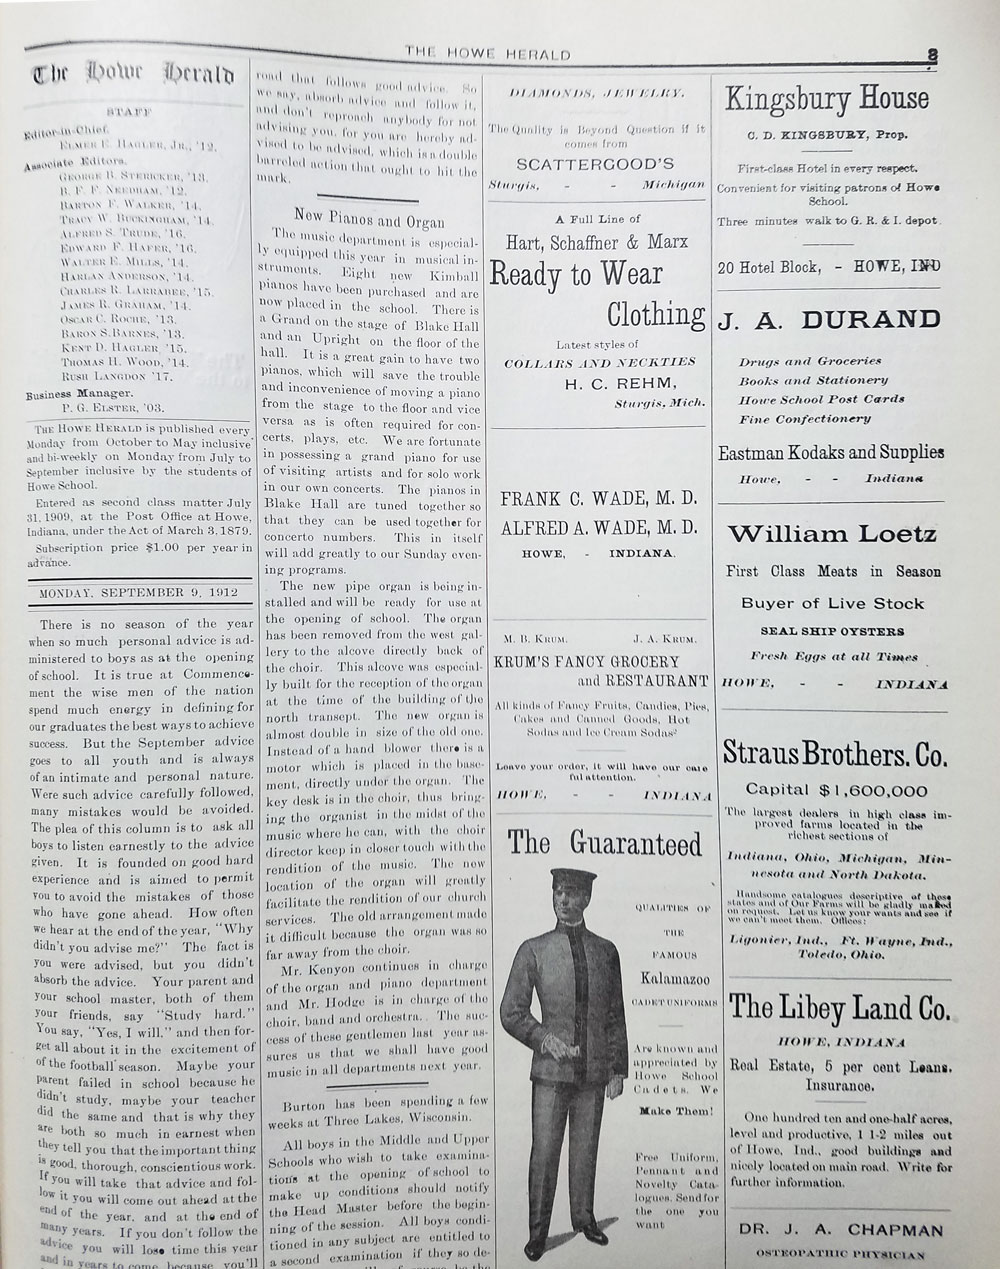 THE HOWE HERALD
8
The Howe Herald
STAFF
Editor-in-Chief.
ELMER E. HAGLER, JR., '12.
Associate Editors.
GEORGE B. STERICKER, '13.
B. F. F. NEEDHAM, '12.
BARTON F. WALKER, '14.
TRACY W. BUCKINGHAM, '14.
ALFRED S. TRUDE, '16.
EDWARD F. HAFER, '16.
WALTER E. MILLS, '14.
HARLAN ANDERSON, '14.
CHARLES R. LARRABEE, '15.
JAMES R. GRAHAM, '14.
OSCAR C. ROCHE, '13.
BARON S. BARNES, '13.
KENT D. HAGLER, '15.
THOMAS H. WOOD, '14.
RUSH LANGDON '17.
Business Manager.
P. G. ELSTER, '03.
THE HOWE HERALD is published every
Monday from October to May inclusive
and bi-weekly on Monday from July to
September inclusive by the students of
Howe School.
Entered as second class matter July
31, 1909, at the Post Office at Howe,
Indiana, under the Act of March 3, 1879.
Subscription price $1.00 per year in
advance.
MONDAY, SEPTEMBER 9, 1912
There is no season of the year
when so much personal advice is ad-
ministered to boys as at the opening
of school. It is true at Commence-
ment the wise men of the nation
spend much energy in defining for
our graduates the best ways to achieve
success. But the September advice
goes to all youth and is always
of an intimate and personal nature.
Were such advice carefully followed,
many mistakes would be avoided.
The plea of this column is to ask all
boys to listen earnestly to the advice
given. It is founded on good hard
experience and is aimed to permit
you to avoid the mistakes of those
who have gone ahead. How often
we hear at the end of the year, "Why
didn't you advise me?" The fact is
you were advised, but you didn't
absorb the advice. Your parent and
your school master, both of them
your friends, say "Study hard."
You say, "Yes, I will," and then for-
get all about it in the excitement of
of the football season. Maybe your
parent failed in school because he
didn't study, maybe your teacher
did the same and that is why they
are both so much in earnest when
they tell you that the important thing
is good, thorough, conscientious work.
If you will take that advice and fol-
low it you will come out ahead at the
end of the year, and at the end of
many years. If you don't follow the
advice you will lose time this year
and in years to come because you'll
road that follows good advice. So
we say, absorb advice and follow it,
and don't reproach anybody for not
advising you, for you are hereby ad-
vised to be advised, which is a double
barreled action that ought to hit the
mark.
New Pianos and Organ
The music department is especial-
ly equipped this year in musical in-
struments. Eight new Kimball
pianos have been purchased and are
now placed in the school. There is
a Grand on the stage of Blake Hall
and an Upright on the floor of the
hall. It is a great gain to have two
pianos, which will save the trouble
and inconvenience of moving a piano
from the stage to the floor and vice
versa as is often required for con-
certs, plays, etc. We are fortunate
in possessing a grand piano for use
of visiting artists and for solo work
in our own concerts. The pianos in
Blake Hall are tuned together so
that they can be used together for
concerto numbers. This in itself
will add greatly to our Sunday even-
ing programs.
The new pipe organ is being in-
stalled and will be ready for use at
the opening of school. The organ
has been removed from the west gal-
lery to the alcove directly back of
the choir. This alcove was especial-
ly built for the reception of the organ
at the time of the building of the
north transept. The new organ is
almost double in size of the old one.
Instead of a hand blower there is a
motor which is placed in the base-
ment, directly under the organ. The
key desk is in the choir, thus bring-
ing the organist in the midst of the
music where he can, with the choir
director keep in closer touch with the
rendition of the music. The new
location of the organ will greatly
facilitate the rendition of our church
services. The old arrangement made
it difficult because the organ was so
far away from the choir.
Mr. Kenyon continues in charge
of the organ and piano department
and Mr. Hodge is in charge of the
choir, band and orchestra. The suc-
cess of these gentlemen last year as-
sures us that we shall have good
music in all departments next year.
Burton has been spending a few
weeks at Three Lakes, Wisconsin.
All boys in the Middle and Upper
Schools who wish to take examina-
tions at the opening of school to
make up conditions should notify
the Head Master before the begin-
ning of the session. All boys condi-
tioned in any subject are entitled to
a second examination if they so de-
DIAMONDS, JEWELRY.
The Quality is Beyond Question if it
comes from
SCATTERGOOD'S
Sturgis, - - Michigan
A Full Line of
Hart, Schaffner & Marx
Ready to Wear
Clothing
Latest styles of
COLLARS AND NECKTIES
H. C. REHM,
Sturgis, Mich.
FRANK C. WADE, M. D.
ALFRED A. WADE, M. D.
HOWE, - INDIANA.
M. B. KRUM. J. A. KRUM.
KRUM'S FANCY GROCERY
and RESTAURANT
All kinds of Fancy Fruits, Candies, Pies,
Cakes and Canned Goods, Hot
Sodas and Ice Cream Sodas
Leave your order, it will have our care
ful attention.
HOWE, - - INDIANA
The Guaranteed
QUALITIES OF
THE
FAMOUS
Kalamazoo
CADET UNIFORMS
Are known and
appreciated by
Howe School
Cadets. We
Make Them!
Free Uniform,
Pennant and
Novelty Cata-
logues. Send for
the one you
want
Kingsbury House
C. D. KINGSBURY, Prop.
First-class Hotel in every respect.
Convenient for visiting patrons of Howe
School.
Three minutes walk to G. R. & I. depot.
20 Hotel Block, - HOWE, IND
J. A. DURAND
Drugs and Groceries
Books and Stationery
Howe School Post Cards
Fine Confectionery
Eastman Kodaks and Supplies
Howe, - - Indiana
William Loetz
First Class Meats in Season
Buyer of Live Stock
SEAL SHIP OYSTERS
Fresh Eggs at all Times
HOWE, - - INDIANA
Straus Brothers. Co.
Capital $1,600,000
The largest dealers in high class im-
proved farms located in the
richest sections of
Indiana, Ohio, Michigan, Min-
nesota and North Dakota.
Handsome catalogues descriptive of these
states and of Our Farms will be gladly mailed
on request. Let us know your wants and see if
we can't meet them. Offices:
Ligonier, Ind., Ft. Wayne, Ind.,
Toledo, Ohio.
The Libey Land Co.
HOWE, INDIANA
Real Estate, 5 per cent Loans.
Insurance.
One hundred ten and one-half acres,
level and productive, 1 1-2 miles out
of Howe, Ind., good buildings and
nicely located on main road. Write for
further information.
DR. J. A. CHAPMAN
OSTEOPATHIC PHYSICIAN